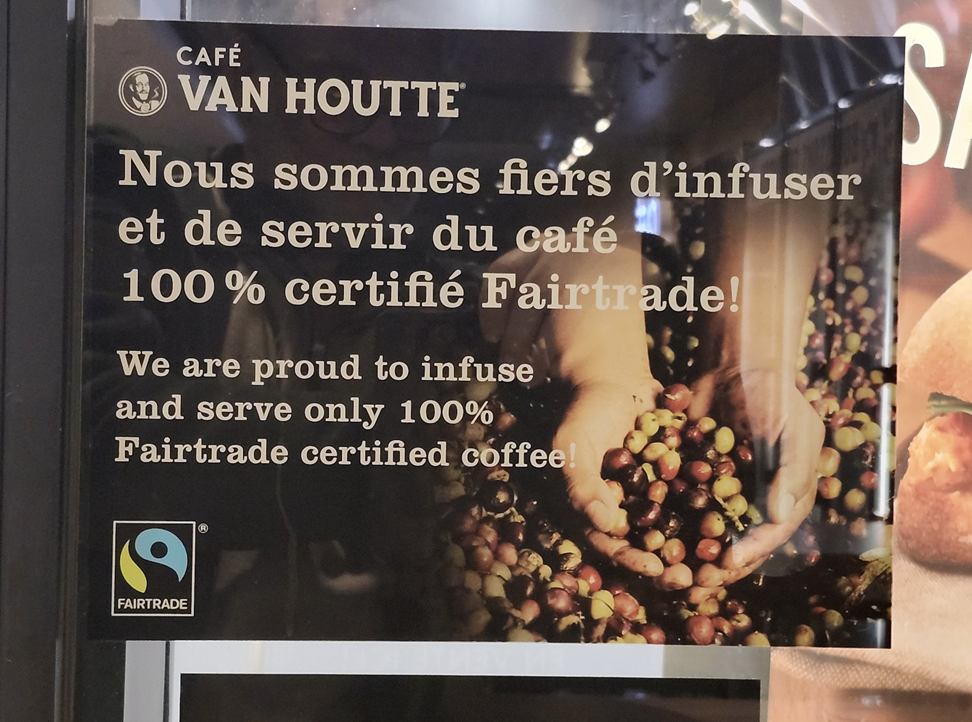 CAFÉ
VAN HOUTTE®
Nous sommes fiers d'infuser
et de servir du café
100 % certifié Fairtrade!
We are proud to infuse
and serve only 100%
Fairtrade certified coffee!
®
FAIRTRADE
SA